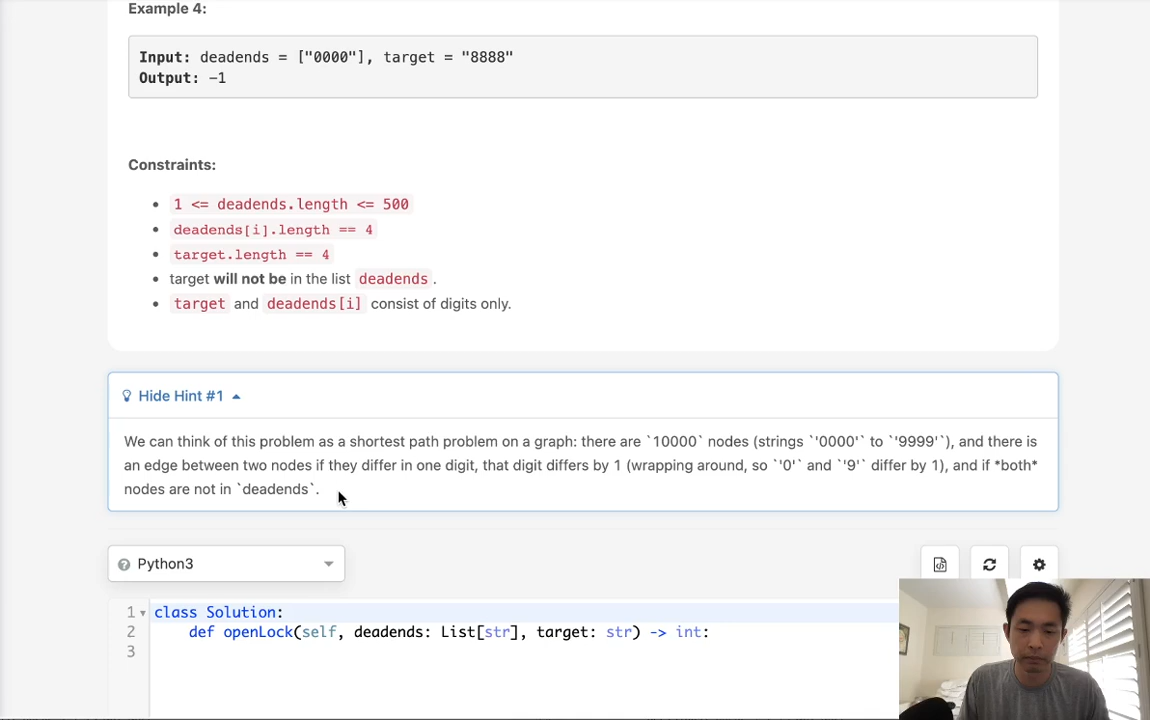 Example 4:
Input: deadends = ["0000"], target = "8888"
Output: -1
Constraints:
1 <= deadends.length <= 500
deadends[i].length == 4
target.length == 4
target will not be in the list deadends.
target and deadends[i] consist of digits only.
Hide Hint #1
We can think of this problem as a shortest path problem on a graph: there are `10000` nodes (strings `'0000'` to `'9999'`), and there is
an edge between two nodes if they differ in one digit, that digit differs by 1 (wrapping around, so `'0'` and `'9'` differ by 1), and if *both*
nodes are not in `deadends`.
Python3
1 class Solution:
2 def openLock(self, deadends: List[str], target: str) -> int:
3